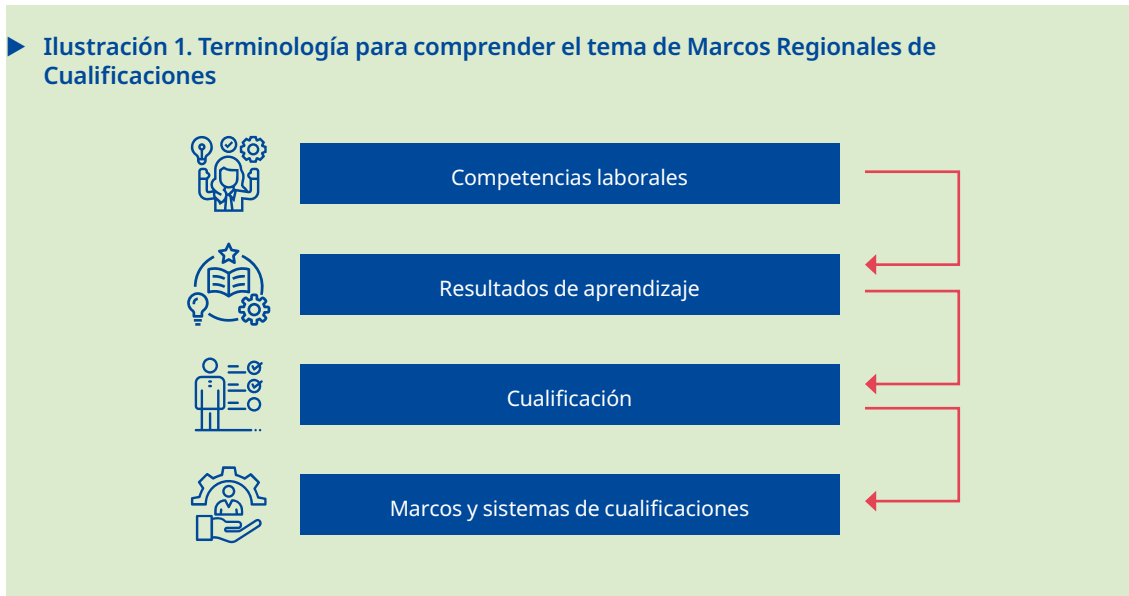 Ilustración 1. Terminología para comprender el tema de Marcos Regionales de
Cualificaciones
Competencias laborales
Resultados de aprendizaje
Cualificación
Marcos y sistemas de cualificaciones